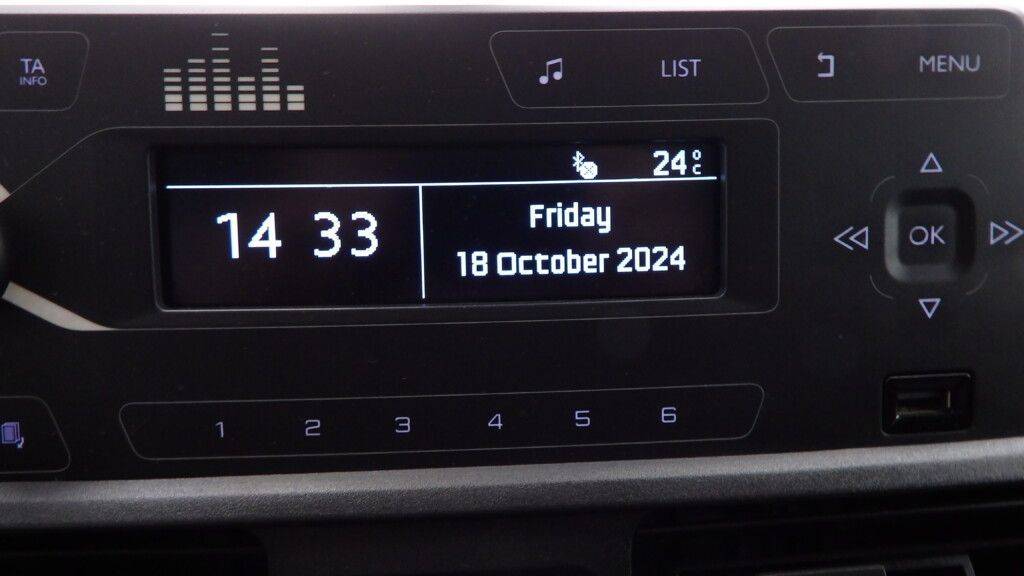 TA
INFO
LIST
MENU
24°C
14 33
Friday
18 October 2024
OK
1 2 3 4 5 6